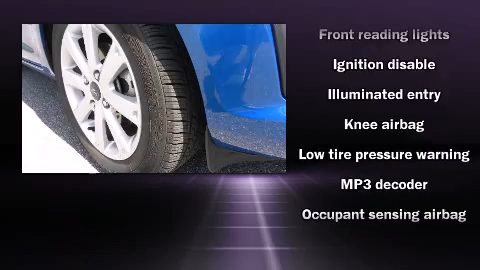 Front reading lights
Ignition disable
Illuminated entry
Knee airbag
Low tire pressure warning
MP3 decoder
Occupant sensing airbag